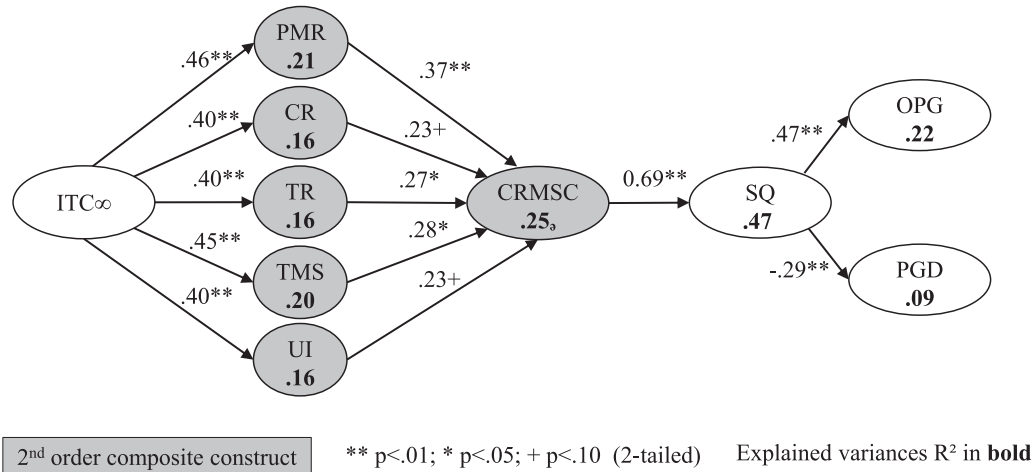 PMR
.21
.46**
.37**
CR
.16
.40**
.23+
OPG
.22
.47**
ITC∞
.40**
TR
.16
.27*
CRMSC
.25ₔ
0.69**
SQ
.47
.45**
TMS
.20
.28*
-.29**
PGD
.09
.40**
UI
.16
.23+
2nd order composite construct
** p<.01; * p<.05; + p<.10 (2-tailed)
Explained variances R² in bold